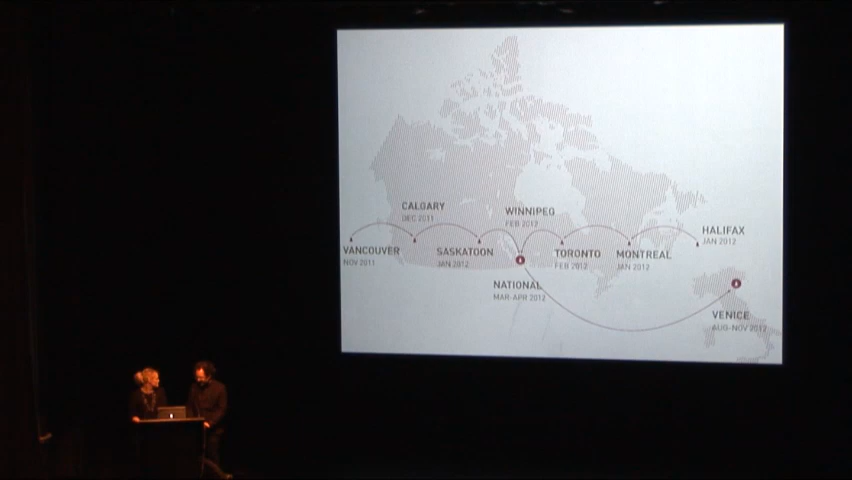 CALGARY
DEC 2011
WINNIPEG
FEB 2012
HALIFAX
JAN 2012
VANCOUVER
NOV 2011
SASKATOON
JAN 2012
TORONTO
FEB 2012
MONTREAL
JAN 2012
NATIONAL
MAR-APR 2012
VENICE
AUG-NOV 2012